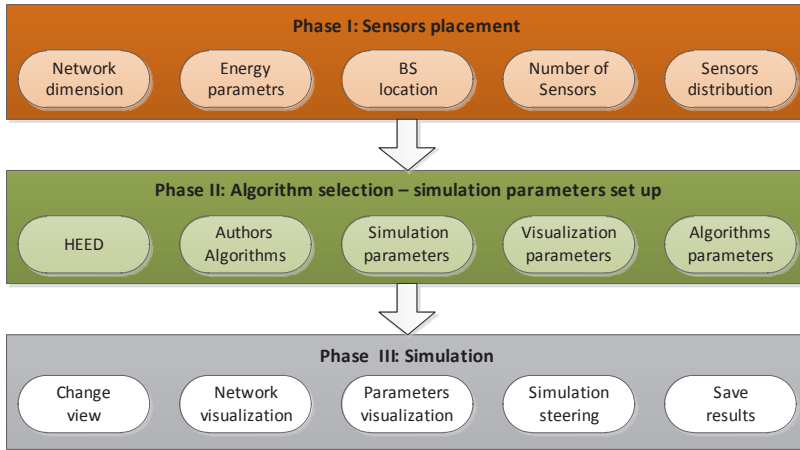 Phase I: Sensors placement
Network
dimension
Energy
parametrs
BS
location
Number of
Sensors
Sensors
distribution
Phase II: Algorithm selection – simulation parameters set up
HEED
Authors
Algorithms
Simulation
parameters
Visualization
parameters
Algorithms
parameters
Phase III: Simulation
Change
view
Network
visualization
Parameters
visualization
Simulation
steering
Save
results